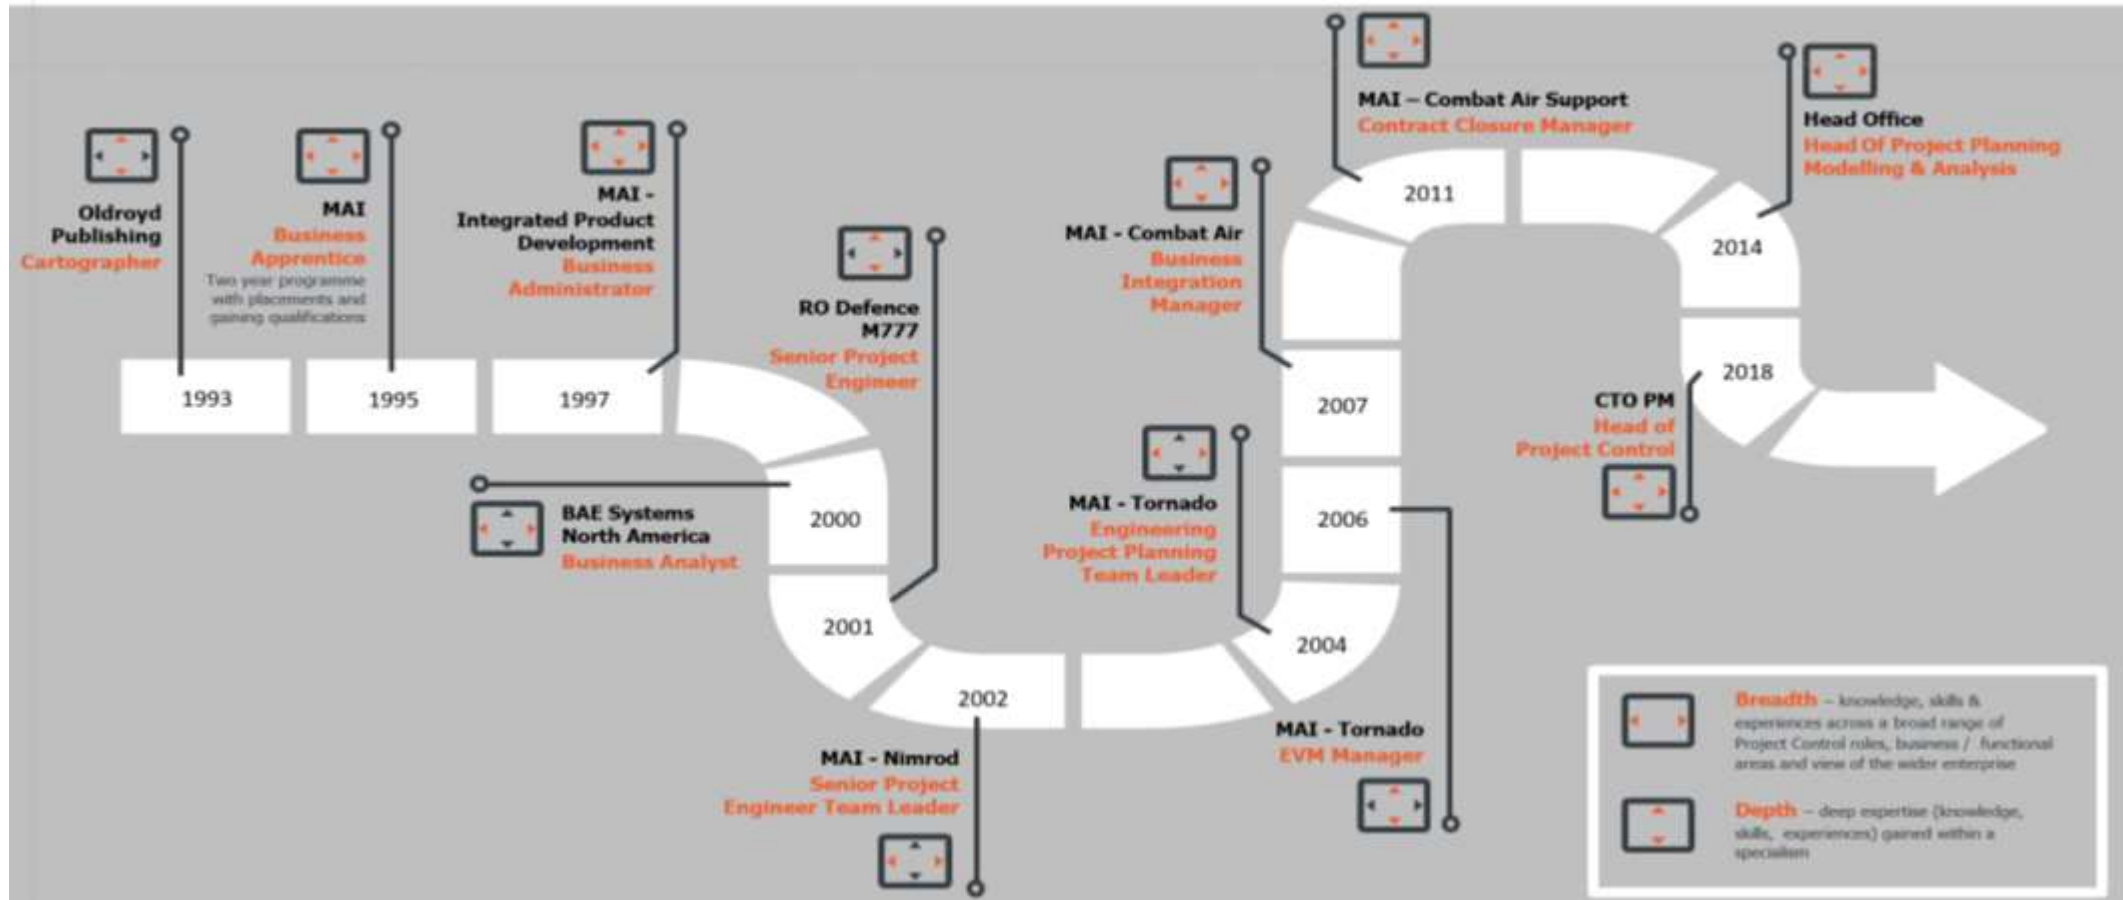 Oldroyd
Publishing
Cartographer
1993
MAI
Business
Apprentice
Two year programme
with placements and
gaining qualifications
1995
MAI -
Integrated Product
Development
Business
Administrator
1997
BAE Systems
North America
Business Analyst
2000
RO Defence
M777
Senior Project
Engineer
2001
MAI - Nimrod
Senior Project
Engineer Team Leader
2002
MAI - Tornado
Engineering
Project Planning
Team Leader
2004
MAI - Tornado
EVM Manager
2006
MAI - Combat Air
Business
Integration
Manager
2007
MAI – Combat Air Support
Contract Closure Manager
2011
Head Office
Head Of Project Planning
Modelling & Analysis
2014
CTO PM
Head of
Project Control
2018
Breadth – knowledge, skills &
experiences across a broad range of
Project Control roles, business / functional
areas and view of the wider enterprise
Depth – deep expertise (knowledge,
skills, experiences) gained within a
specialism